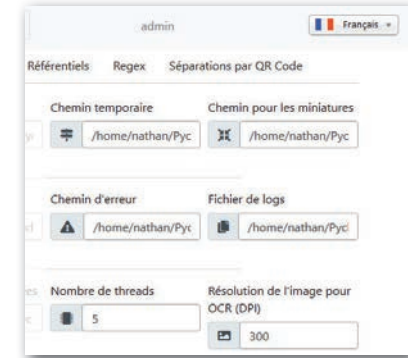 admin
Français
Référentiels Regex Séparations par QR Code
Chemin temporaire Chemin pour les miniatures
/home/nathan/Pyc /home/nathan/Pyc
Chemin d'erreur Fichier de logs
/home/nathan/Pyc /home/nathan/Pyc
Nombre de threads Résolution de l'image pour
OCR (DPI)
5
300